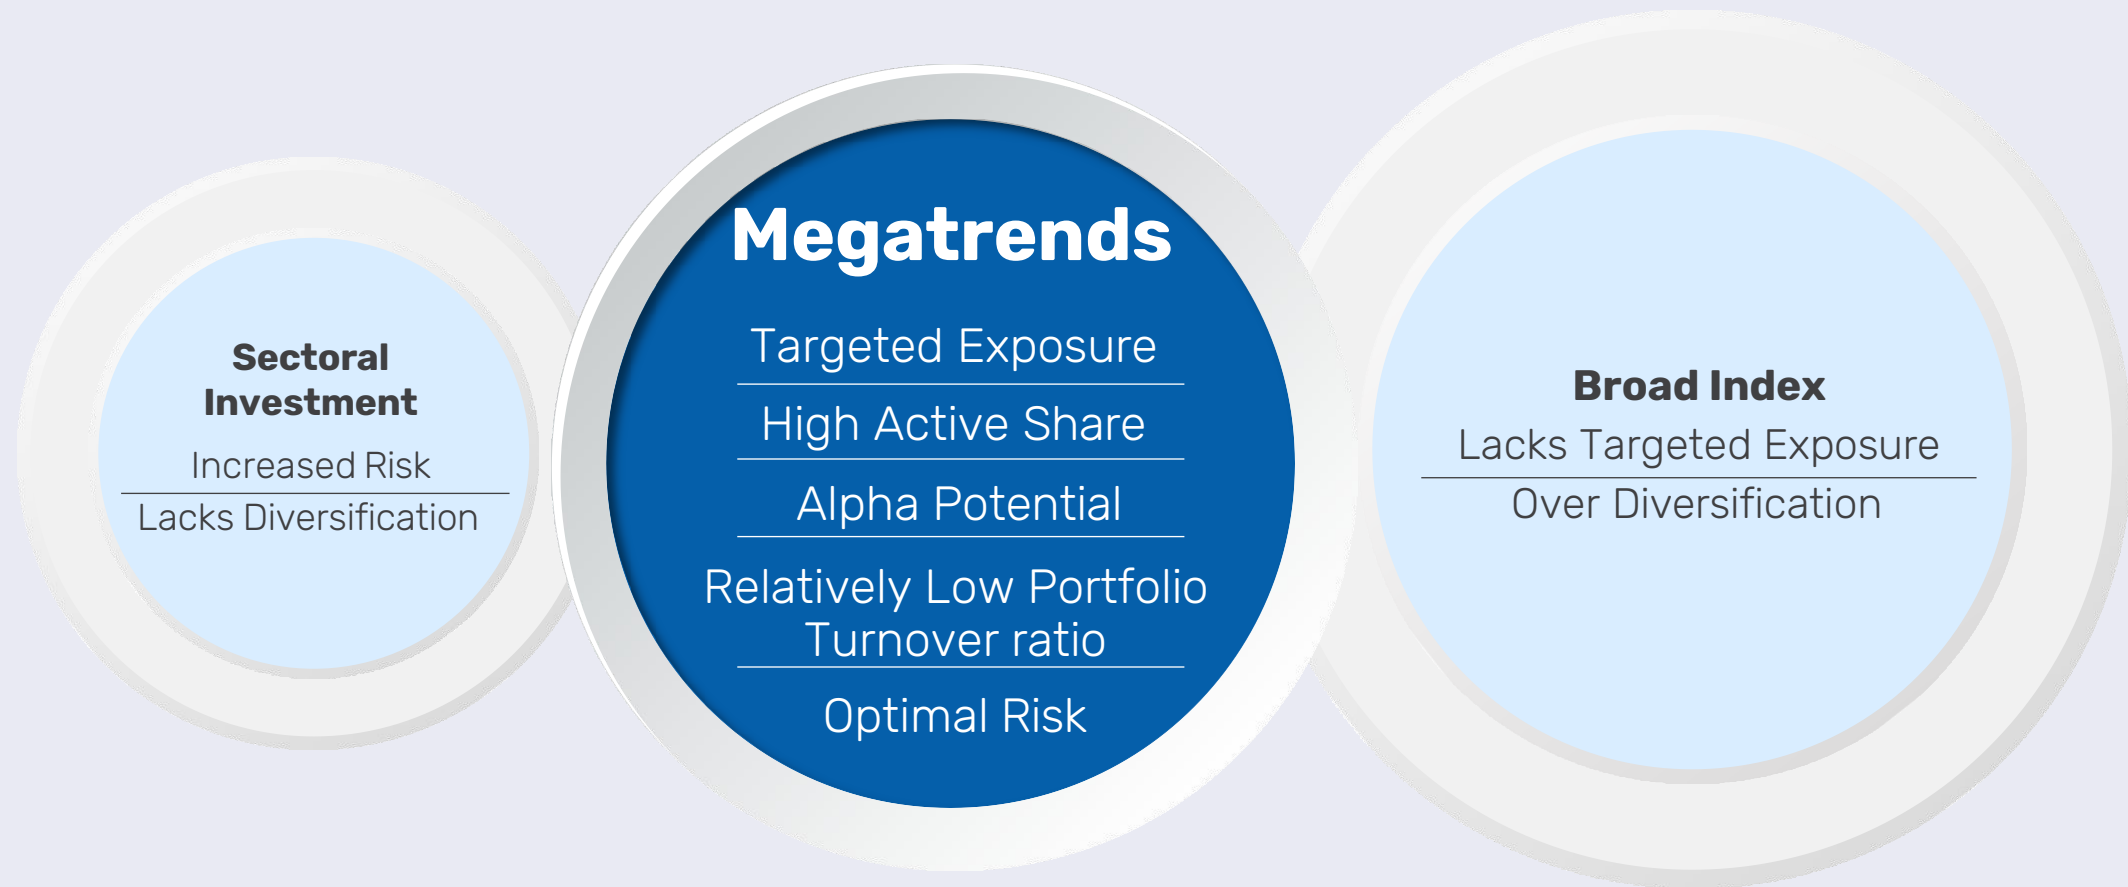 Sectoral
Investment
Increased Risk
Lacks Diversification
Megatrends
Targeted Exposure
High Active Share
Alpha Potential
Relatively Low Portfolio
Turnover ratio
Optimal Risk
Broad Index
Lacks Targeted Exposure
Over Diversification